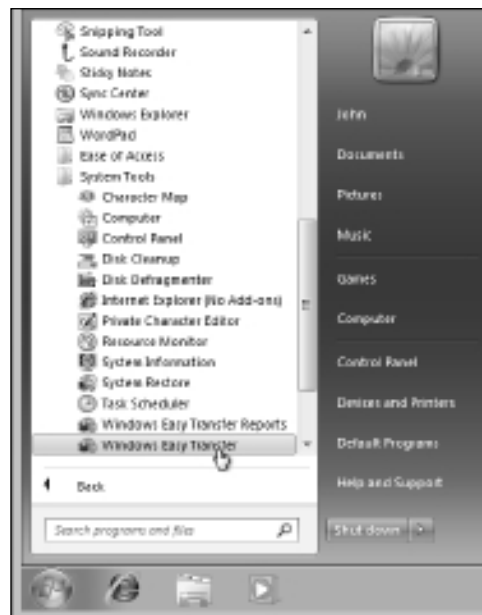 Snipping Tool
Sound Recorder
Sticky Notes
Sync Center
Windows Explorer
WordPad
Ease of Access
System Tools
Character Map
Computer
Control Panel
Disk Cleanup
Disk Defragmenter
Internet Explorer (No Add-ons)
Private Character Editor
Resource Monitor
System Information
System Restore
Task Scheduler
Windows Easy Transfer Reports
Windows Easy Transfer
Back
Search programs and files
John
Documents
Pictures
Music
Games
Computer
Control Panel
Devices and Printers
Default Programs
Help and Support
Shut down